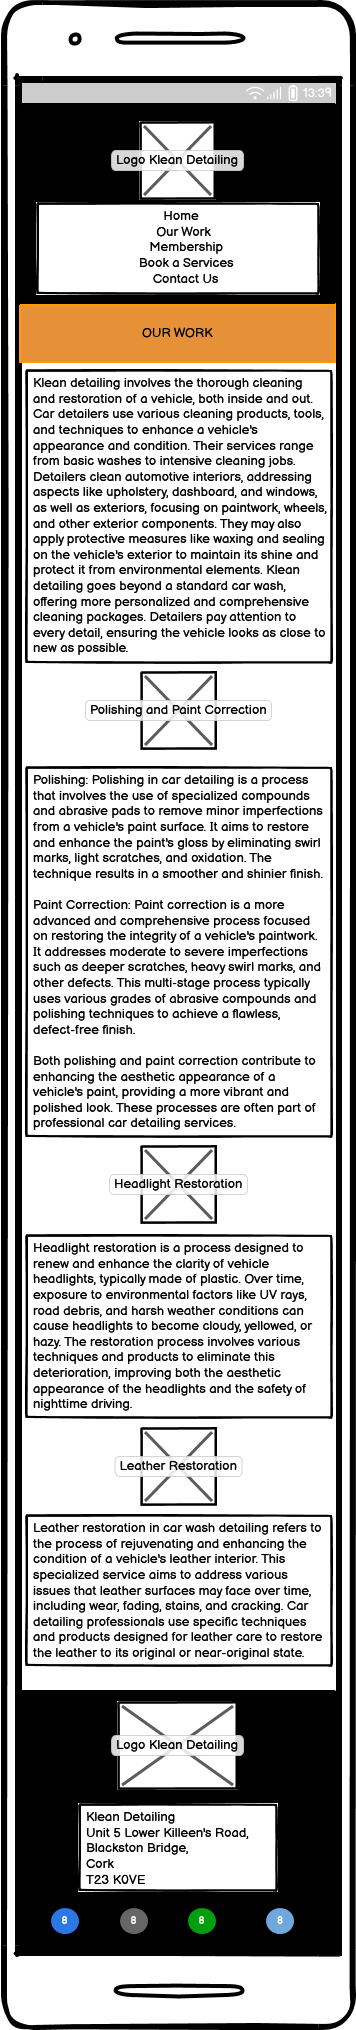 13:39
Logo Klean Detailing
Home
Our Work
Membership
Book a Services
Contact Us
OUR WORK
Klean detailing involves the thorough cleaning
and restoration of a vehicle, both inside and out.
Car detailers use various cleaning products, tools,
and techniques to enhance a vehicle's
appearance and condition. Their services range
from basic washes to intensive cleaning jobs.
Detailers clean automotive interiors, addressing
aspects like upholstery, dashboard, and windows,
as well as exteriors, focusing on paintwork, wheels,
and other exterior components. They may also
apply protective measures like waxing and sealing
on the vehicle's exterior to maintain its shine and
protect it from environmental elements. Klean
detailing goes beyond a standard car wash,
offering more personalized and comprehensive
cleaning packages. Detailers pay attention to
every detail, ensuring the vehicle looks as close to
new as possible.
Polishing and Paint Correction
Polishing: Polishing in car detailing is a process
that involves the use of specialized compounds
and abrasive pads to remove minor imperfections
from a vehicle's paint surface. It aims to restore
and enhance the paint's gloss by eliminating swirl
marks, light scratches, and oxidation. The
technique results in a smoother and shinier finish.
Paint Correction: Paint correction is a more
advanced and comprehensive process focused
on restoring the integrity of a vehicle's paintwork.
It addresses moderate to severe imperfections
such as deeper scratches, heavy swirl marks, and
other defects. This multi-stage process typically
uses various grades of abrasive compounds and
polishing techniques to achieve a flawless,
defect-free finish.
Both polishing and paint correction contribute to
enhancing the aesthetic appearance of a
vehicle's paint, providing a more vibrant and
polished look. These processes are often part of
professional car detailing services.
Headlight Restoration
Headlight restoration is a process designed to
renew and enhance the clarity of vehicle
headlights, typically made of plastic. Over time,
exposure to environmental factors like UV rays,
road debris, and harsh weather conditions can
cause headlights to become cloudy, yellowed, or
hazy. The restoration process involves various
techniques and products to eliminate this
deterioration, improving both the aesthetic
appearance of the headlights and the safety of
nighttime driving.
Leather Restoration
Leather restoration in car wash detailing refers to
the process of rejuvenating and enhancing the
condition of a vehicle's leather interior. This
specialized service aims to address various
issues that leather surfaces may face over time,
including wear, fading, stains, and cracking. Car
detailing professionals use specific techniques
and products designed for leather care to restore
the leather to its original or near-original state.
Logo Klean Detailing
Klean Detailing
Unit 5 Lower Killeen's Road,
Blackston Bridge,
Cork
T23 K0VE
8 8 8 8